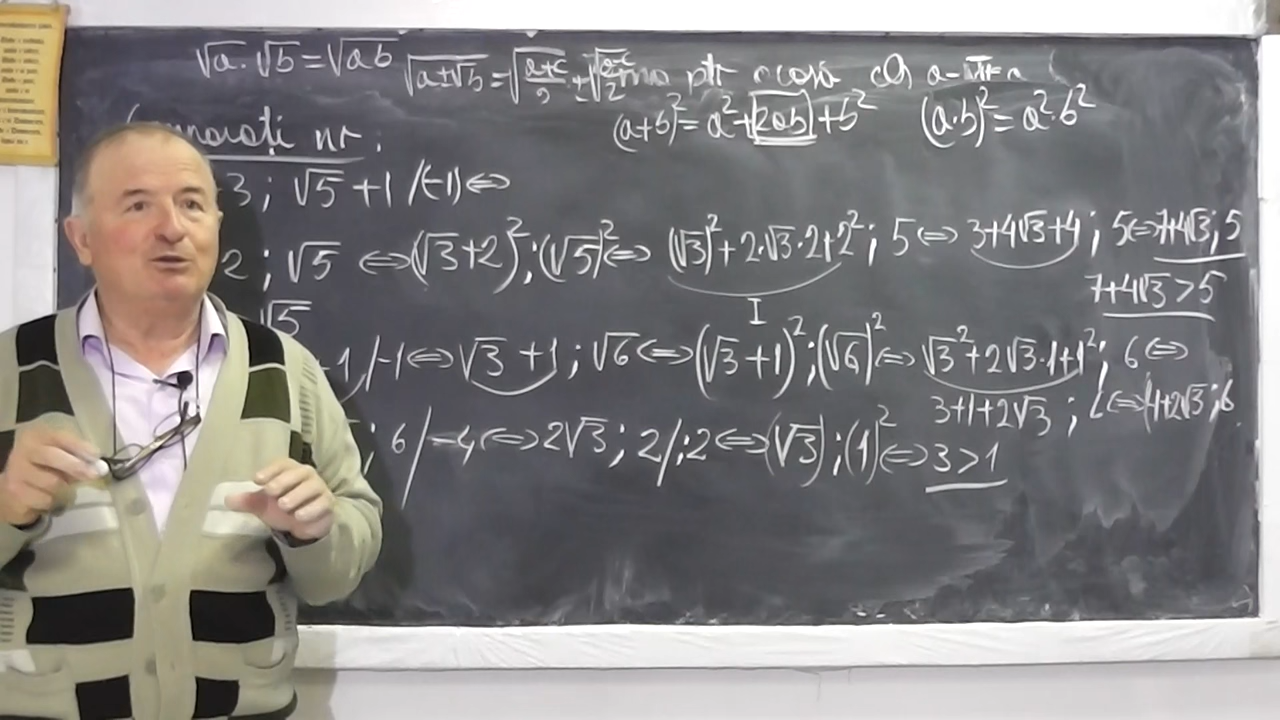 √a · √b = √ab √a±√b = √(a+c)/2 ± √(a-c)/2
(a+b)² = a² + 2ab + b² (a·b)² = a²·b²
nr :
3 ; √5 + 1 /(-1) ⇔
2 ; √5 ⇔ (√3+2)² ; (√5)² ⇔ (√3)² + 2·√3·2+2² ; 5 ⇔ 3+4√3+4 ; 5 ⇔ 7+4√3 ; 5
7+4√3 > 5
√5
I
1 /-1 ⇔ √3 + 1 ; √6 ⇔ (√3+1)² ; (√6)² ⇔ √3² + 2√3·1+1² ; 6 ⇔
3+1+2√3 ; 6 ⇔ 4+2√3 ; 6
; 6 /-4 ⇔ 2√3 ; 2 /:2 ⇔ (√3) ; (1)² ⇔ 3 > 1